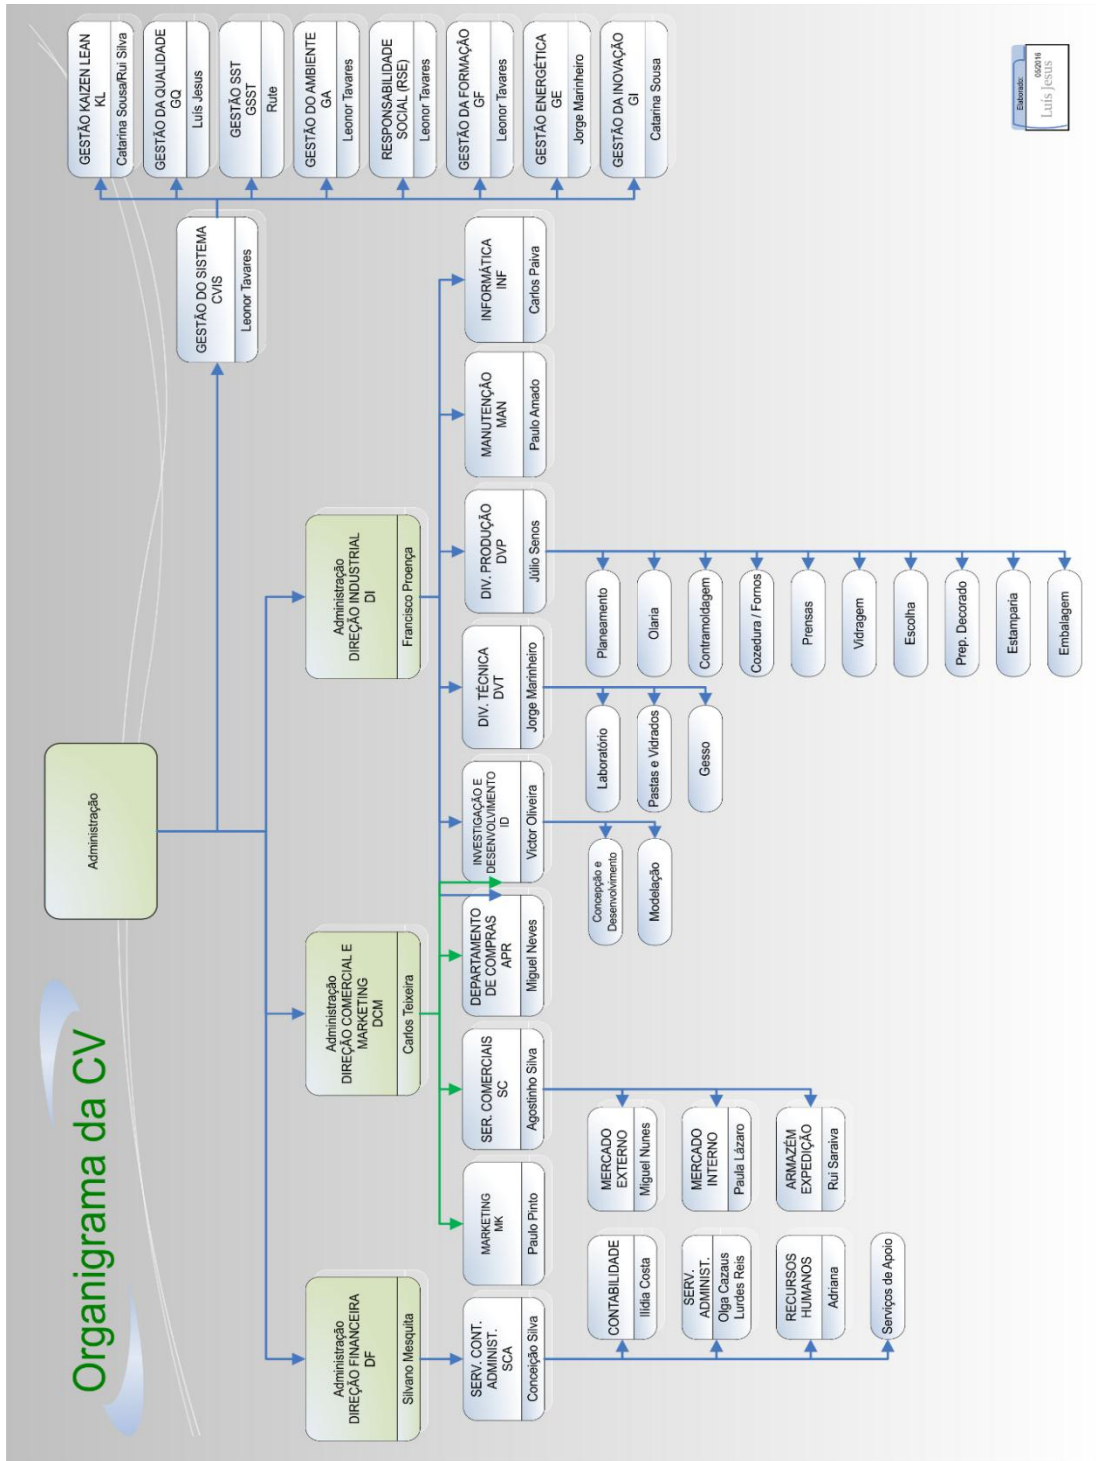 Organigrama da CV
Administração
GESTÃO DO SISTEMA
CVIS
Leonor Tavares
GESTÃO KAIZEN LEAN
KL
Catarina Sousa/Rui Silva
GESTÃO DA QUALIDADE
GQ
Luis Jesus
GESTÃO SST
GSST
Rute
GESTÃO DO AMBIENTE
GA
Leonor Tavares
RESPONSABILIDADE
SOCIAL (RSE)
Leonor Tavares
GESTÃO DA FORMAÇÃO
GF
Leonor Tavares
GESTÃO ENERGÉTICA
GE
Jorge Marinheiro
GESTÃO DA INOVAÇÃO
GI
Catarina Sousa
Administração
DIREÇÃO FINANCEIRA
DF
Silvano Mesquita
Administração
DIREÇÃO COMERCIAL E
MARKETING
DCM
Carlos Teixeira
Administração
DIREÇÃO INDUSTRIAL
DI
Francisco Proença
SERV. CONT.
ADMINIST.
SCA
Conceição Silva
MARKETING
MK
Paulo Pinto
SER. COMERCIAIS
SC
Agostinho Silva
DEPARTAMENTO
DE COMPRAS
APR
Miguel Neves
INVESTIGAÇÃO E
DESENVOLVIMENTO
ID
Victor Oliveira
DIV. TÉCNICA
DVT
Jorge Marinheiro
DIV. PRODUÇÃO
DVP
Júlio Senos
MANUTENÇÃO
MAN
Paulo Amado
INFORMÁTICA
INF
Carlos Paiva
CONTABILIDADE
Ilídia Costa
SERV.
ADMINIST.
Olga Cazaus
Lurdes Reis
RECURSOS
HUMANOS
Adriana
Serviços de Apoio
MERCADO
EXTERNO
Miguel Nunes
MERCADO
INTERNO
Paula Lázaro
ARMAZÉM
EXPEDIÇÃO
Rui Saraiva
Concepção e
Desenvolvimento
Modelação
Laboratório
Pastas e Vidrados
Gesso
Planeamento
Olaria
Contramoldagem
Cozedura / Fornos
Prensas
Vidragem
Escolha
Prep. Decorado
Estamparia
Embalagem
Elaborado:
05/2016
Luis Jesus